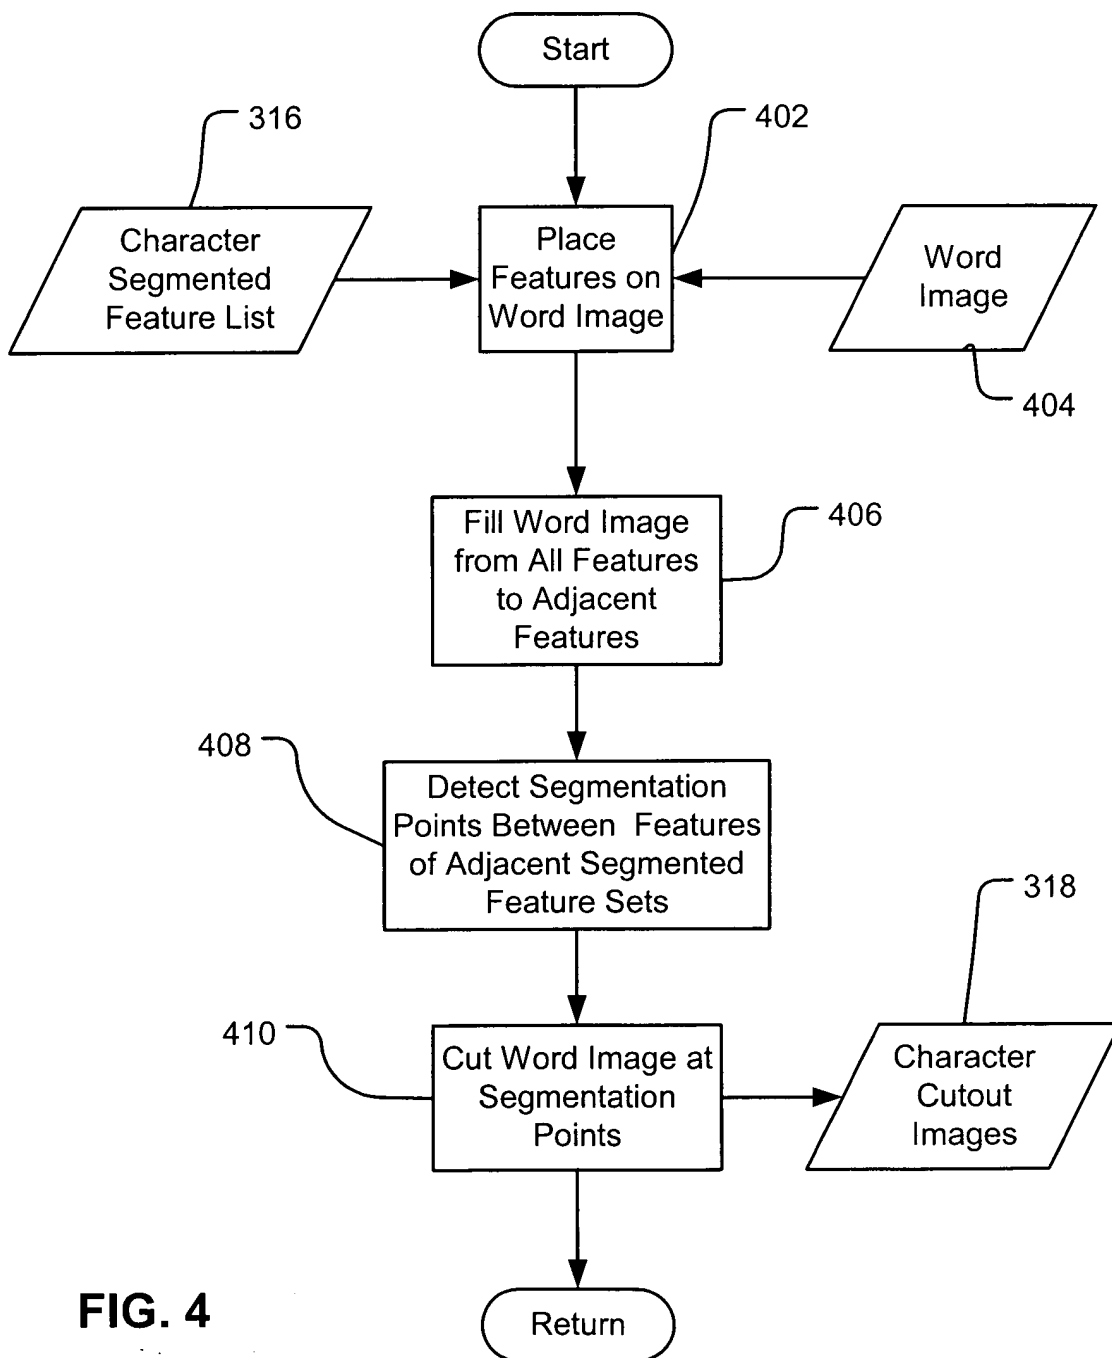 Start
316
402
Character
Segmented
Feature List
Place
Features on
Word Image
Word
Image
404
Fill Word Image
from All Features
to Adjacent
Features
406
408
Detect Segmentation
Points Between Features
of Adjacent Segmented
Feature Sets
318
410
Cut Word Image at
Segmentation
Points
Character
Cutout
Images
Return
FIG. 4